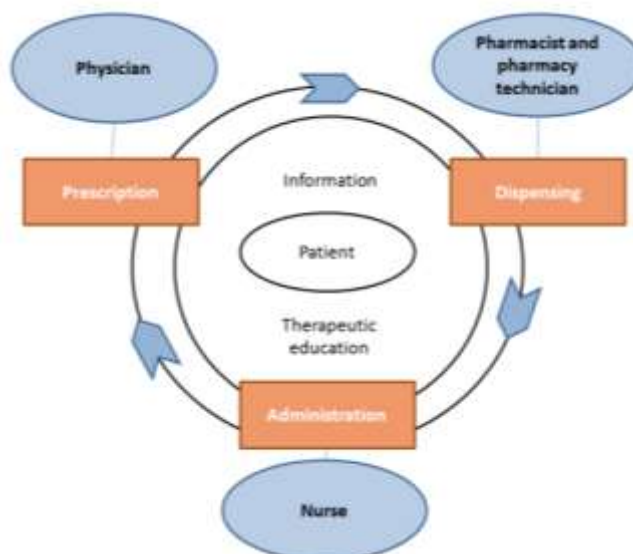 Physician
Pharmacist and
pharmacy
technician
Prescription
Information
Dispensing
Patient
Therapeutic
education
Administration
Nurse